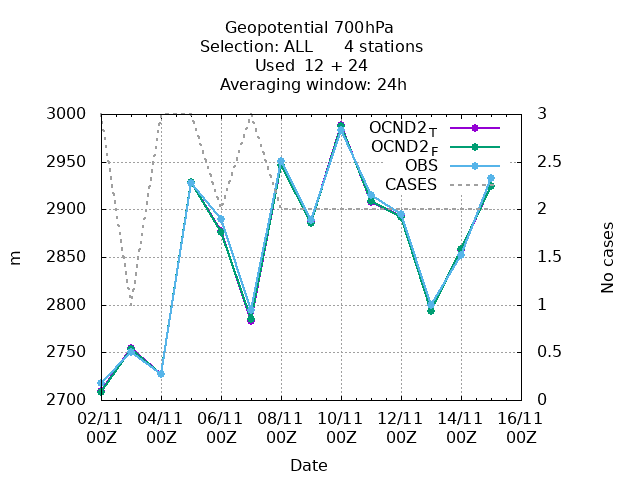 Geopotential 700hPa
Selection: ALL 4 stations
Used 12 + 24
Averaging window: 24h
3000
2950
2900
2850
2800
2750
2700
m
3
2.5
2
1.5
1
0.5
0
No cases
OCND2T
OCND2F
OBS
CASES
02/11 04/11 06/11 08/11 10/11 12/11 14/11 16/11
00Z 00Z 00Z 00Z 00Z 00Z 00Z 00Z
Date